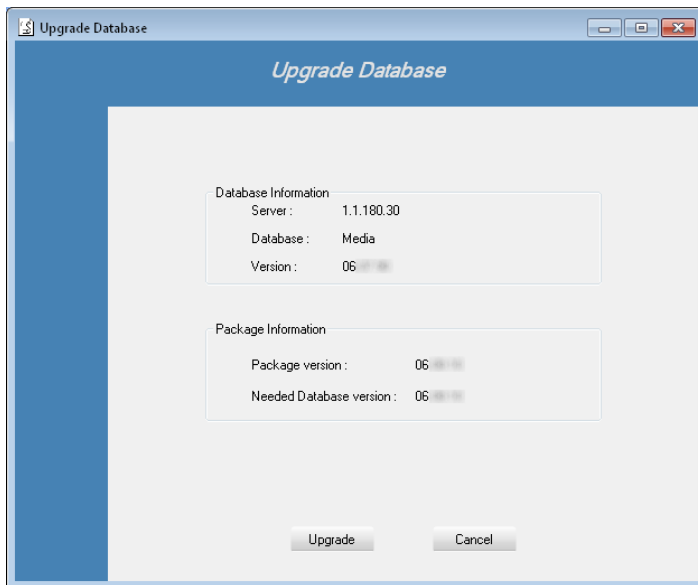 Upgrade Database
Upgrade Database
Database Information
Server : 1.1.180.30
Database : Media
Version : 06
Package Information
Package version : 06
Needed Database version : 06
Upgrade Cancel